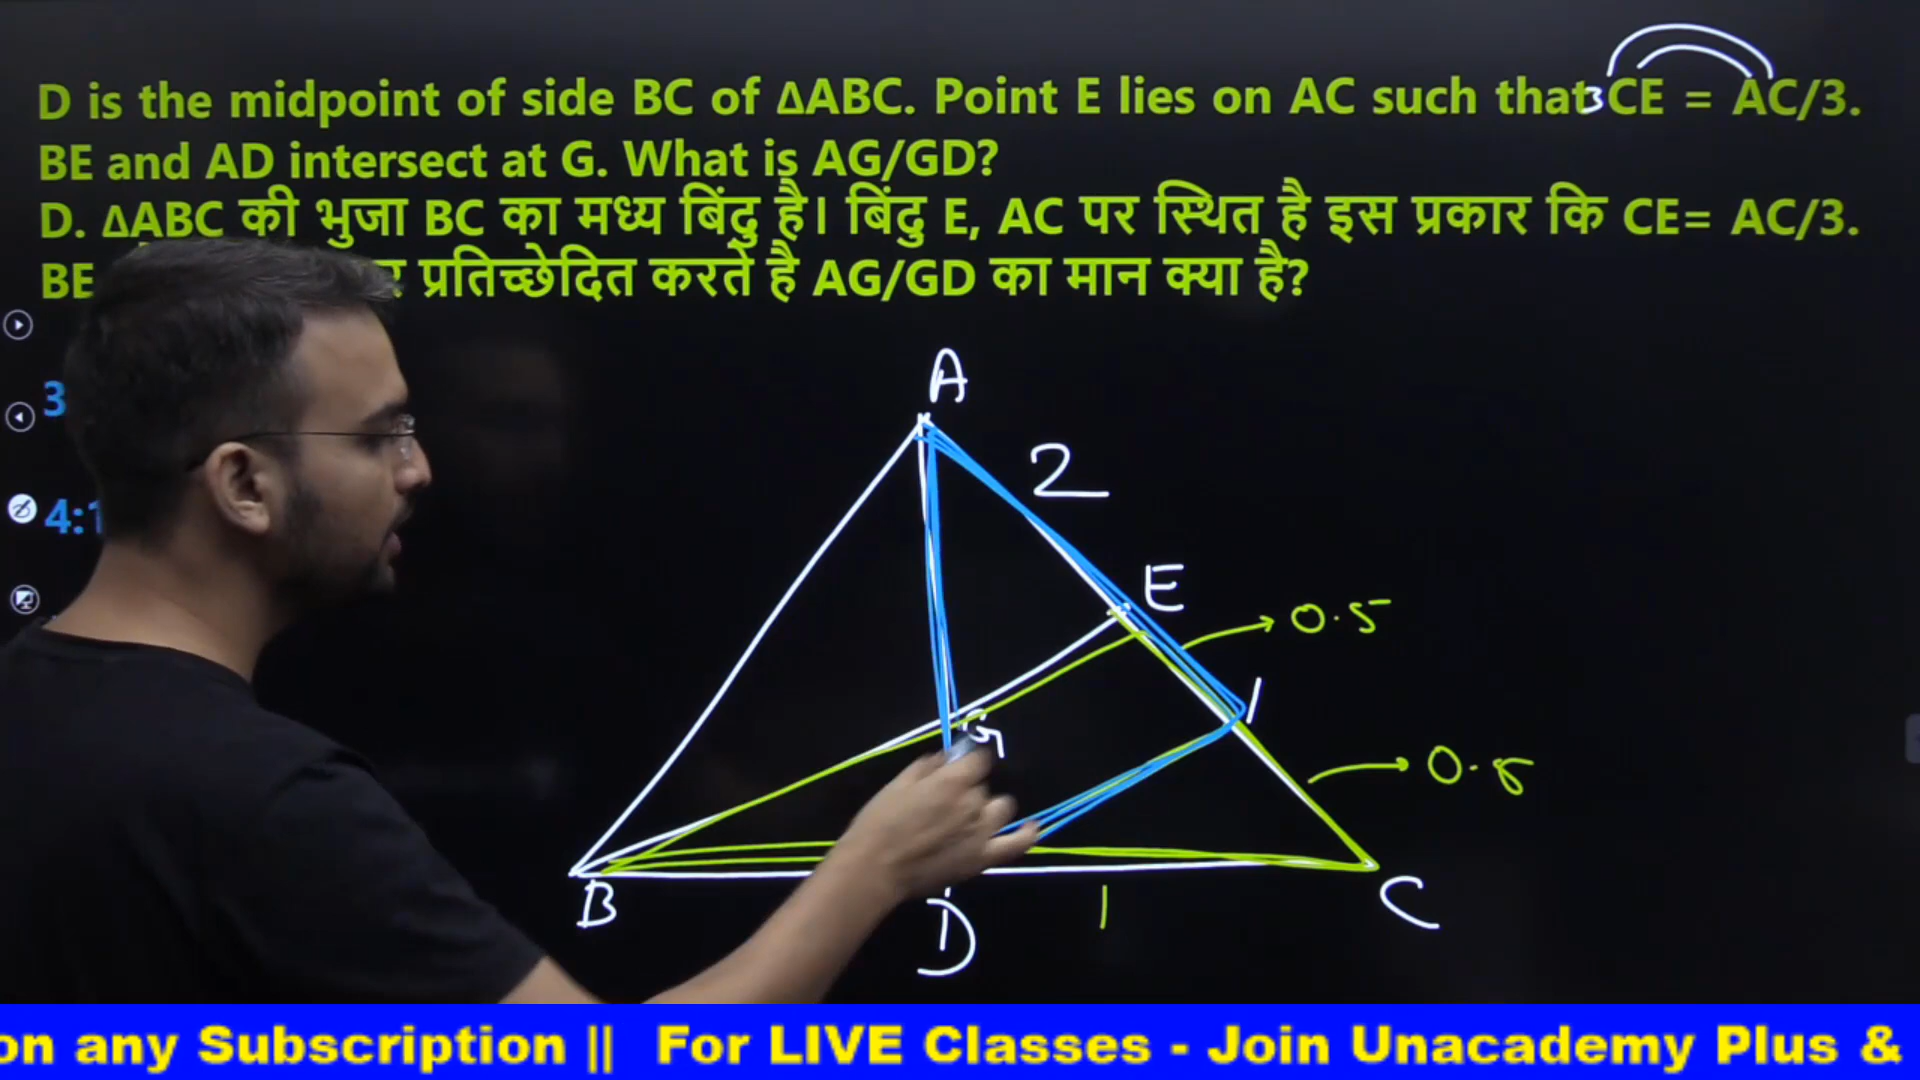 D is the midpoint of side BC of ΔABC. Point E lies on AC such that 3CE = AC/3.
BE and AD intersect at G. What is AG/GD?
D. ΔABC की भुजा BC का मध्य बिंदु है। बिंदु E, AC पर स्थित है इस प्रकार कि CE= AC/3.
BE प्रतिच्छेदित करते है AG/GD का मान क्या है?
3
4:1
A
2
E
0.5
1
G
0.5
B
D
1
C
on any Subscription || For LIVE Classes - Join Unacademy Plus &